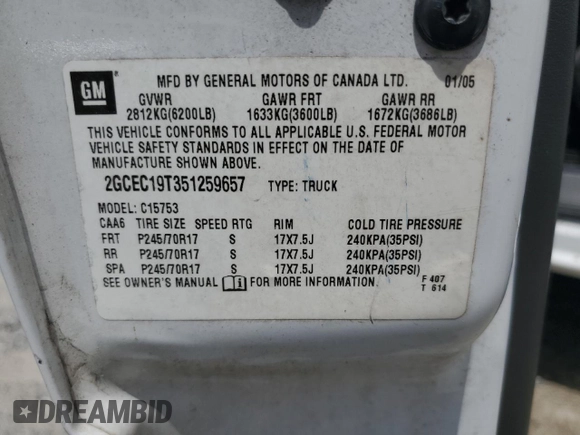 GM
MFD BY GENERAL MOTORS OF CANADA LTD. 01/05
GVWR GAWR FRT GAWR RR
2812KG(6200LB) 1633KG(3600LB) 1672KG(3686LB)
THIS VEHICLE CONFORMS TO ALL APPLICABLE U.S. FEDERAL MOTOR
VEHICLE SAFETY STANDARDS IN EFFECT ON THE DATE OF
MANUFACTURE SHOWN ABOVE.
2GCEC19T351259657 TYPE: TRUCK
MODEL: C15753
CAA6 TIRE SIZE SPEED RTG RIM COLD TIRE PRESSURE
FRT P245/70R17 S 17X7.5J 240KPA(35PSI)
RR P245/70R17 S 17X7.5J 240KPA(35PSI)
SPA P245/70R17 S 17X7.5J 240KPA(35PSI)
SEE OWNER'S MANUAL FOR MORE INFORMATION.
F 407
T 614
DREAMBID